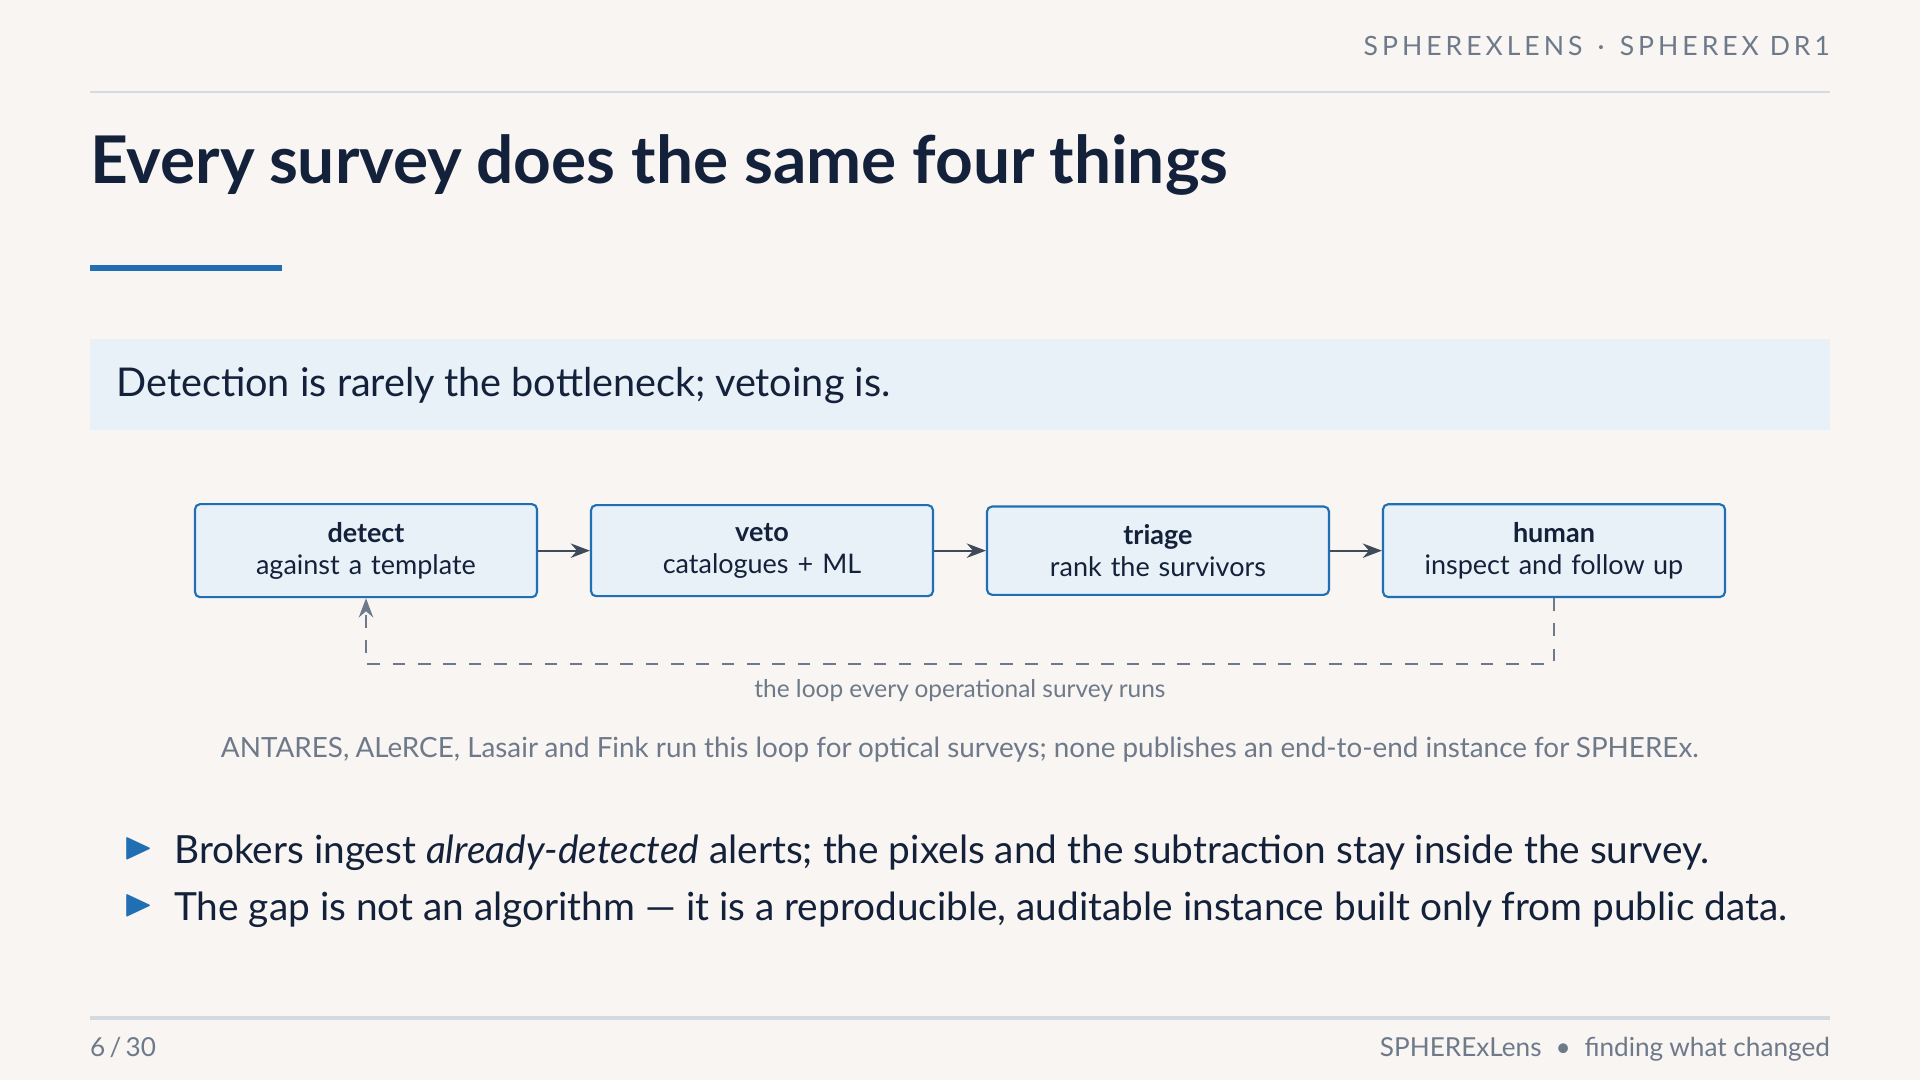 SPHEREXLENS · SPHEREX DR1
Every survey does the same four things
Detection is rarely the bottleneck; vetoing is.
detect
against a template
veto
catalogues + ML
triage
rank the survivors
human
inspect and follow up
the loop every operational survey runs
ANTARES, ALeRCE, Lasair and Fink run this loop for optical surveys; none publishes an end-to-end instance for SPHEREx.
► Brokers ingest already-detected alerts; the pixels and the subtraction stay inside the survey.
► The gap is not an algorithm — it is a reproducible, auditable instance built only from public data.
6 / 30
SPHERExLens • finding what changed